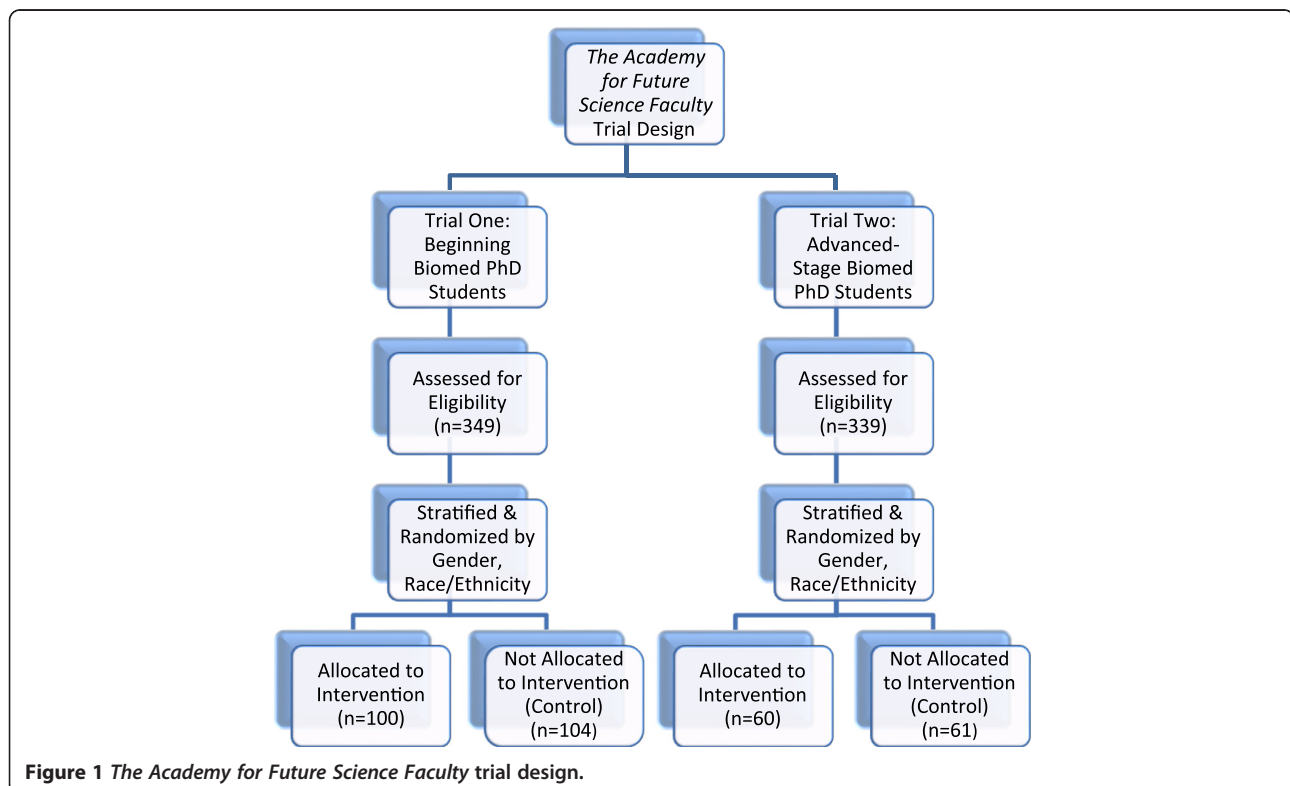 The Academy
for Future
Science Faculty
Trial Design
Trial One:
Beginning
Biomed PhD
Students
Trial Two:
Advanced-
Stage Biomed
PhD Students
Assessed for
Eligibility
(n=349)
Assessed for
Eligibility
(n=339)
Stratified &
Randomized by
Gender,
Race/Ethnicity
Stratified &
Randomized by
Gender,
Race/Ethnicity
Allocated to
Intervention
(n=100)
Not Allocated
to Intervention
(Control)
(n=104)
Allocated to
Intervention
(n=60)
Not Allocated
to Intervention
(Control)
(n=61)
Figure 1 The Academy for Future Science Faculty trial design.